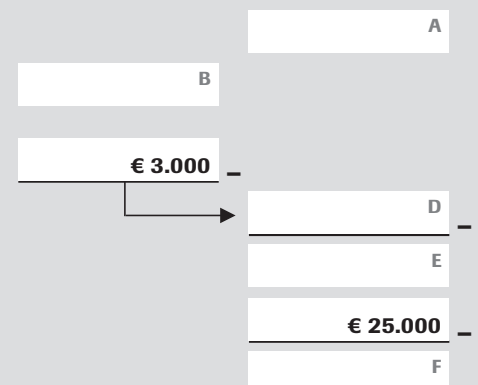 A
B
€ 3.000 –
D –
E
€ 25.000 –
F